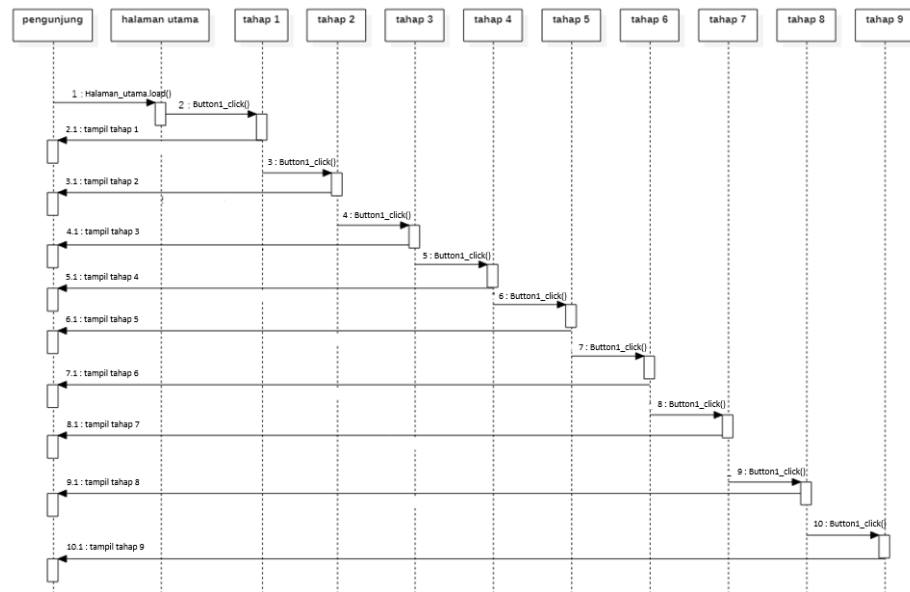 pengunjung
halaman utama
tahap 1
tahap 2
tahap 3
tahap 4
tahap 5
tahap 6
tahap 7
tahap 8
tahap 9
1 : Halaman_utama.load()
2 : Button1_click()
2.1 : tampil tahap 1
3 : Button1_click()
3.1 : tampil tahap 2
4 : Button1_click()
4.1 : tampil tahap 3
5 : Button1_click()
5.1 : tampil tahap 4
6 : Button1_click()
6.1 : tampil tahap 5
7 : Button1_click()
7.1 : tampil tahap 6
8 : Button1_click()
8.1 : tampil tahap 7
9 : Button1_click()
9.1 : tampil tahap 8
10 : Button1_click()
10.1 : tampil tahap 9